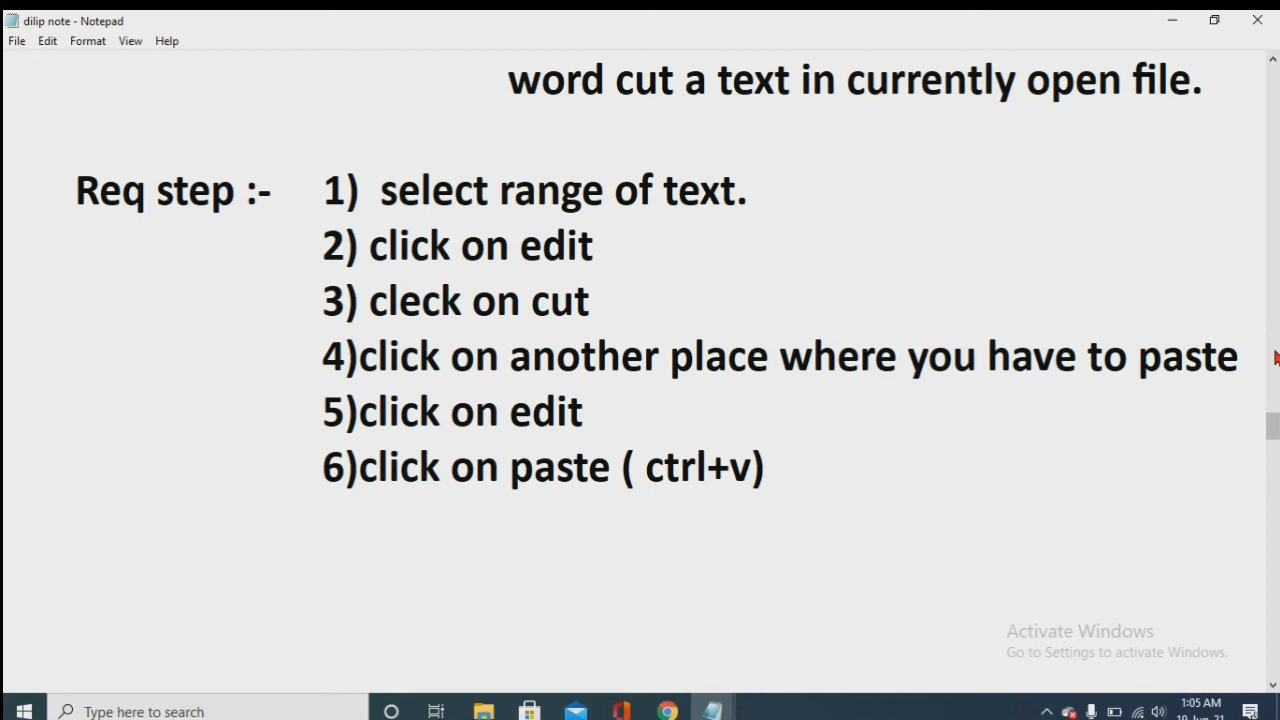 dilip note - Notepad
File Edit Format View Help
word cut a text in currently open file.
Req step :- 1) select range of text.
2) click on edit
3) cleck on cut
4)click on another place where you have to paste
5)click on edit
6)click on paste ( ctrl+v)
Activate Windows
Go to Settings to activate Windows.
Type here to search
1:05 AM